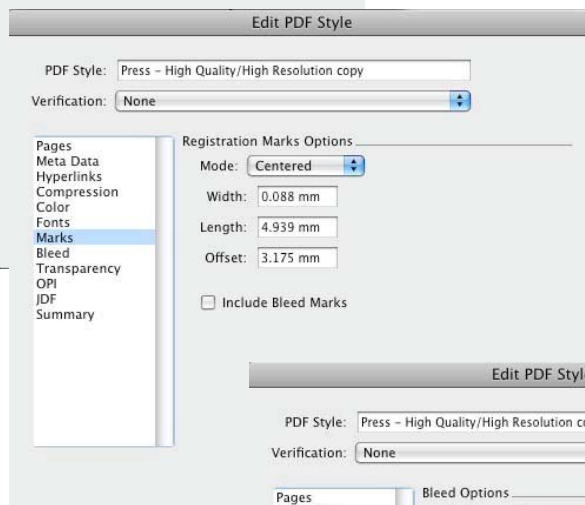 Edit PDF Style
PDF Style: Press – High Quality/High Resolution copy
Verification: None
Pages
Meta Data
Hyperlinks
Compression
Color
Fonts
Marks
Bleed
Transparency
OPI
JDF
Summary
Registration Marks Options
Mode: Centered
Width: 0.088 mm
Length: 4.939 mm
Offset: 3.175 mm
Include Bleed Marks
Edit PDF Styl
PDF Style: Press – High Quality/High Resolution c
Verification: None
Pages
Bleed Options